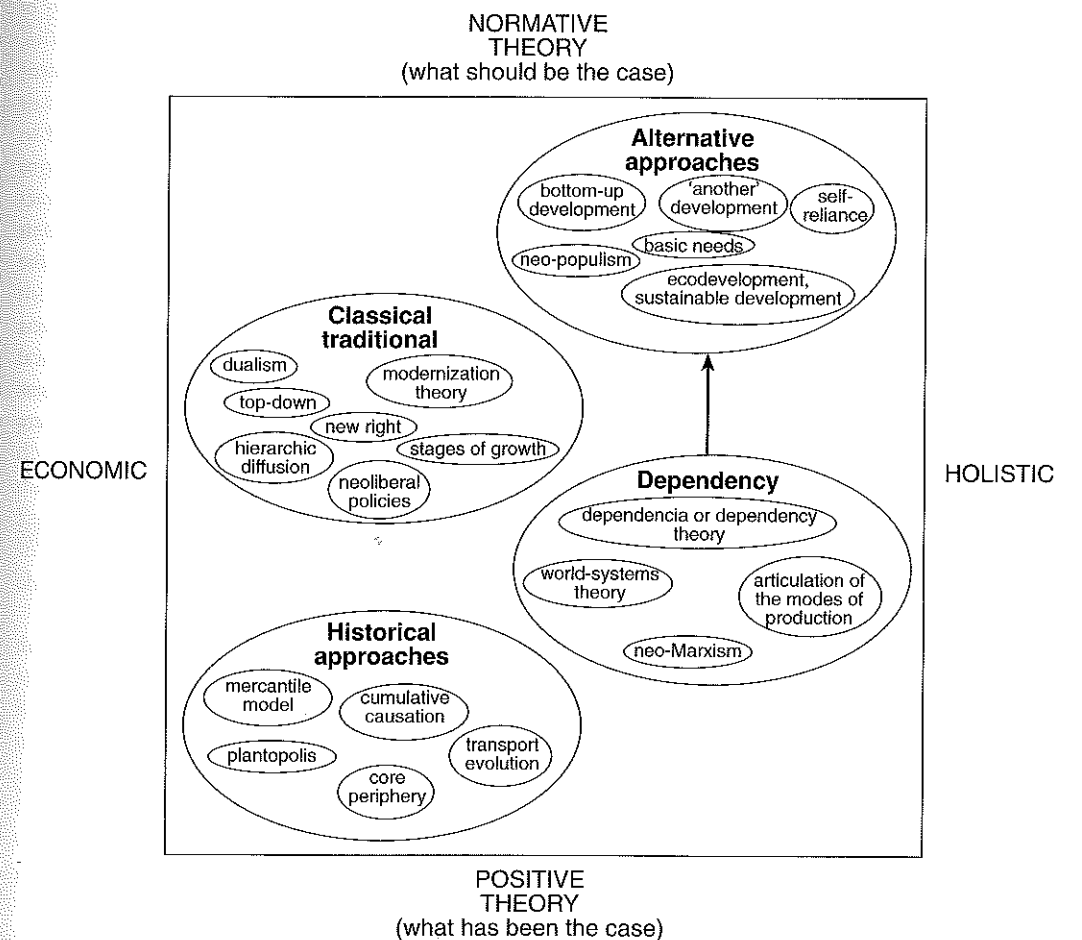 NORMATIVE
THEORY
(what should be the case)
Alternative
approaches
bottom-up
development
'another'
development
self-
reliance
basic needs
neo-populism
ecodevelopment,
sustainable development
Classical
traditional
dualism
modernization
theory
top-down
new right
hierarchic
diffusion
stages of growth
neoliberal
policies
ECONOMIC
HOLISTIC
Dependency
dependencia or dependency
theory
world-systems
theory
articulation of
the modes of
production
neo-Marxism
Historical
approaches
mercantile
model
cumulative
causation
plantopolis
transport
evolution
core
periphery
POSITIVE
THEORY
(what has been the case)